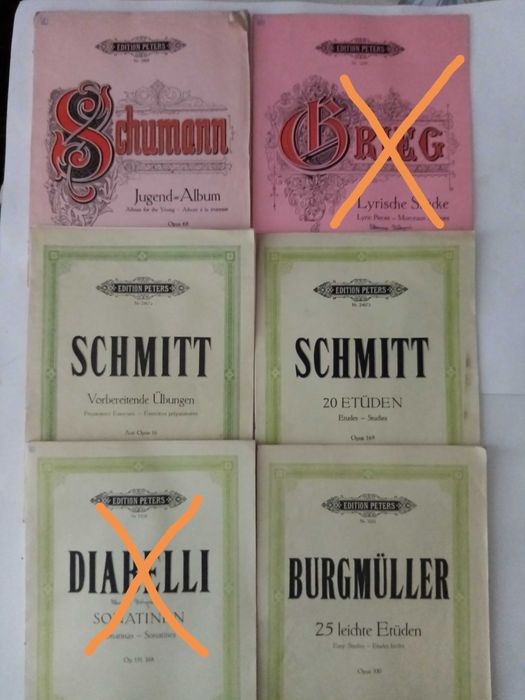 EDITION PETERS
Schumann
Jugend=Album
Album for the Young – Album à la jeunesse
Opus 68
EDITION PETERS
GRIEG
Lyrische Stücke
Lyric Pieces –
EDITION PETERS
SCHMITT
Vorbereitende Übungen
Preparatory Exercises – Exercices préparatoires
Aus Opus 16
EDITION PETERS
SCHMITT
20 ETÜDEN
Etudes – Studies
Opus 16
EDITION PETERS
DIABELLI
SONATINEN
Sonatinas – Sonatines
Op. 151, 168
EDITION PETERS
BURGMÜLLER
25 leichte Etüden
Easy Studies – Etudes faciles
Opus 100